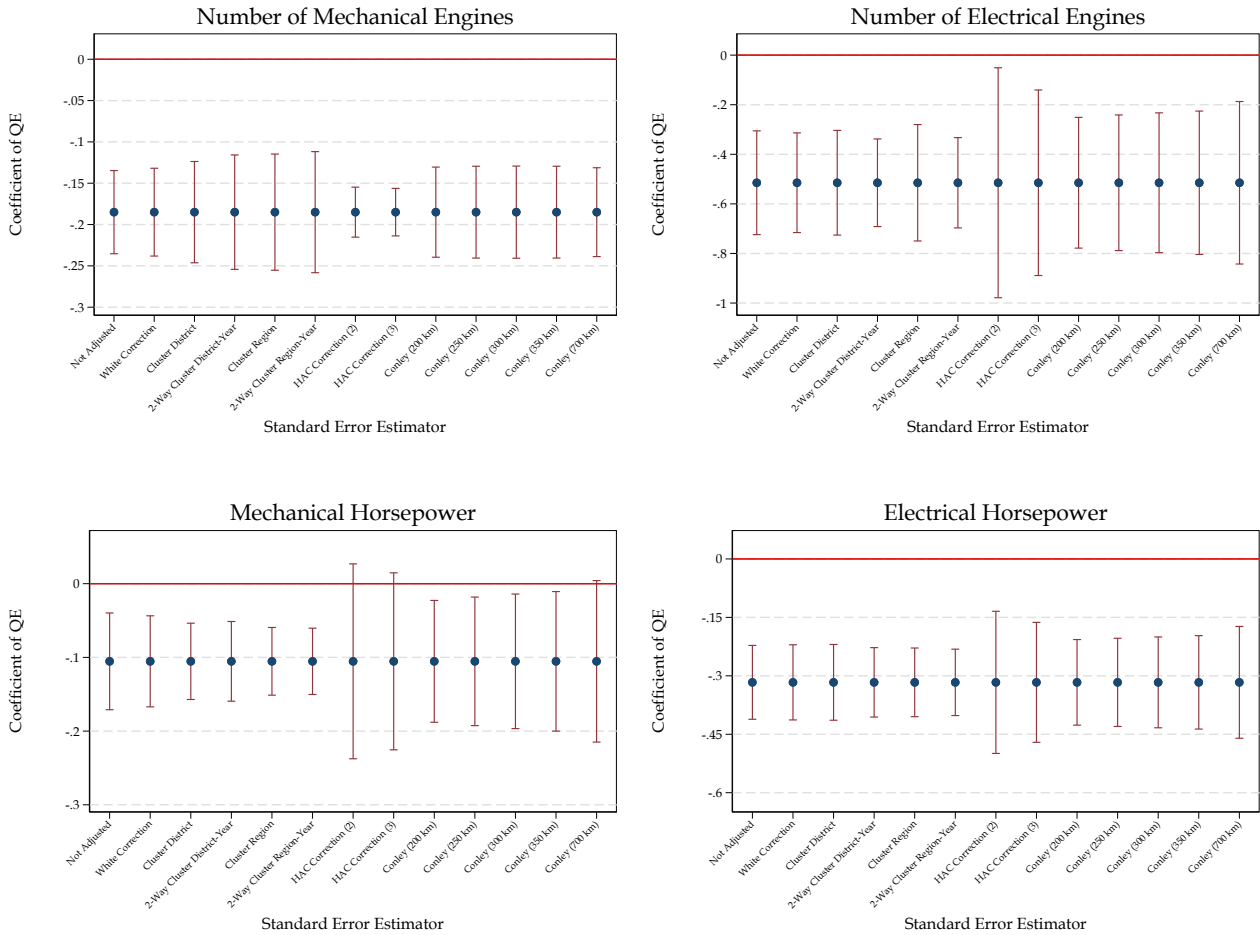 Number of Mechanical Engines
Coefficient of QE
0
-.05
-.1
-.15
-.2
-.25
-.3
Not Adjusted
White Correction
Cluster District
2-Way Cluster District-Year
Cluster Region
2-Way Cluster Region-Year
HAC Correction (2)
HAC Correction (3)
Conley (200 km)
Conley (250 km)
Conley (300 km)
Conley (350 km)
Conley (700 km)
Standard Error Estimator
Number of Electrical Engines
Coefficient of QE
0
-.2
-.4
-.6
-.8
-1
Not Adjusted
White Correction
Cluster District
2-Way Cluster District-Year
Cluster Region
2-Way Cluster Region-Year
HAC Correction (2)
HAC Correction (3)
Conley (200 km)
Conley (250 km)
Conley (300 km)
Conley (350 km)
Conley (700 km)
Standard Error Estimator
Mechanical Horsepower
Coefficient of QE
0
-.1
-.2
-.3
Not Adjusted
White Correction
Cluster District
2-Way Cluster District-Year
Cluster Region
2-Way Cluster Region-Year
HAC Correction (2)
HAC Correction (3)
Conley (200 km)
Conley (250 km)
Conley (300 km)
Conley (350 km)
Conley (700 km)
Standard Error Estimator
Electrical Horsepower
Coefficient of QE
0
-.15
-.3
-.45
-.6
Not Adjusted
White Correction
Cluster District
2-Way Cluster District-Year
Cluster Region
2-Way Cluster Region-Year
HAC Correction (2)
HAC Correction (3)
Conley (200 km)
Conley (250 km)
Conley (300 km)
Conley (350 km)
Conley (700 km)
Standard Error Estimator